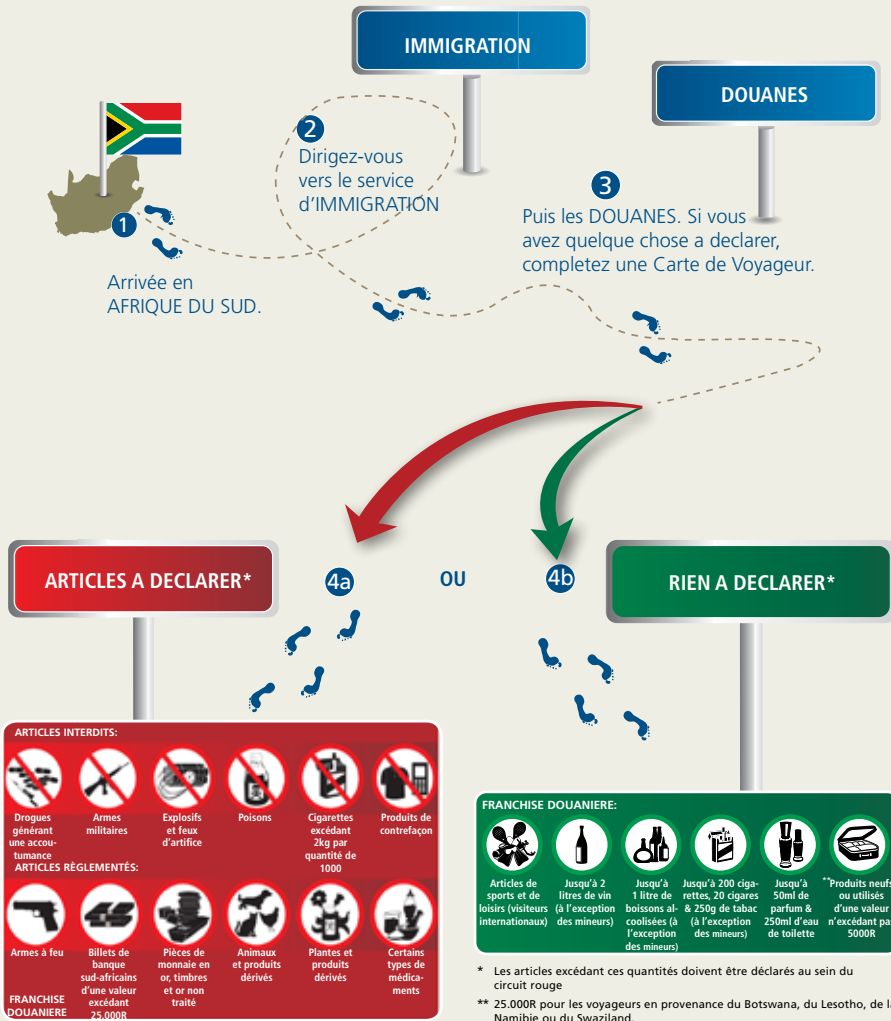 IMMIGRATION
DOUANES
2
Dirigez-vous
vers le service
d'IMMIGRATION
3
Puis les DOUANES. Si vous
avez quelque chose a declarer,
completez une Carte de Voyageur.
1
Arrivée en
AFRIQUE DU SUD.
ARTICLES A DECLARER*
4a
OU
4b
RIEN A DECLARER*
ARTICLES INTERDITS:
Drogues
générant
une accou-
tumance
Armes
militaires
Explosifs
et feux
d'artifice
Poisons
Cigarettes
excédant
2kg par
quantité de
1000
Produits de
contrefaçon
ARTICLES RÈGLEMENTÉS:
Armes à feu
Billets de
banque
sud-africains
d'une valeur
excédant
25.000R
Pièces de
monnaie en
or, timbres
et or non
traité
Animaux
et produits
dérivés
Plantes et
produits
dérivés
Certains
types de
médica-
ments
FRANCHISE
DOUANIERE
FRANCHISE DOUANIERE:
Articles de
sports et de
loisirs (visiteurs
internationaux)
Jusqu'à 2
litres de vin
(à l'exception
des mineurs)
Jusqu'à
1 litre de
boissons al-
coolisées (à
l'exception
des mineurs)
Jusqu'à 200 ciga-
rettes, 20 cigares
& 250g de tabac
(à l'exception
des mineurs)
Jusqu'à
50ml de
parfum &
250ml d'eau
de toilette
**Produits neufs
ou utilisés
d'une valeur
n'excédant pas
5000R
* Les articles excédant ces quantités doivent être déclarés au sein du
circuit rouge
** 25.000R pour les voyageurs en provenance du Botswana, du Lesotho, de la
Namibie ou du Swaziland.